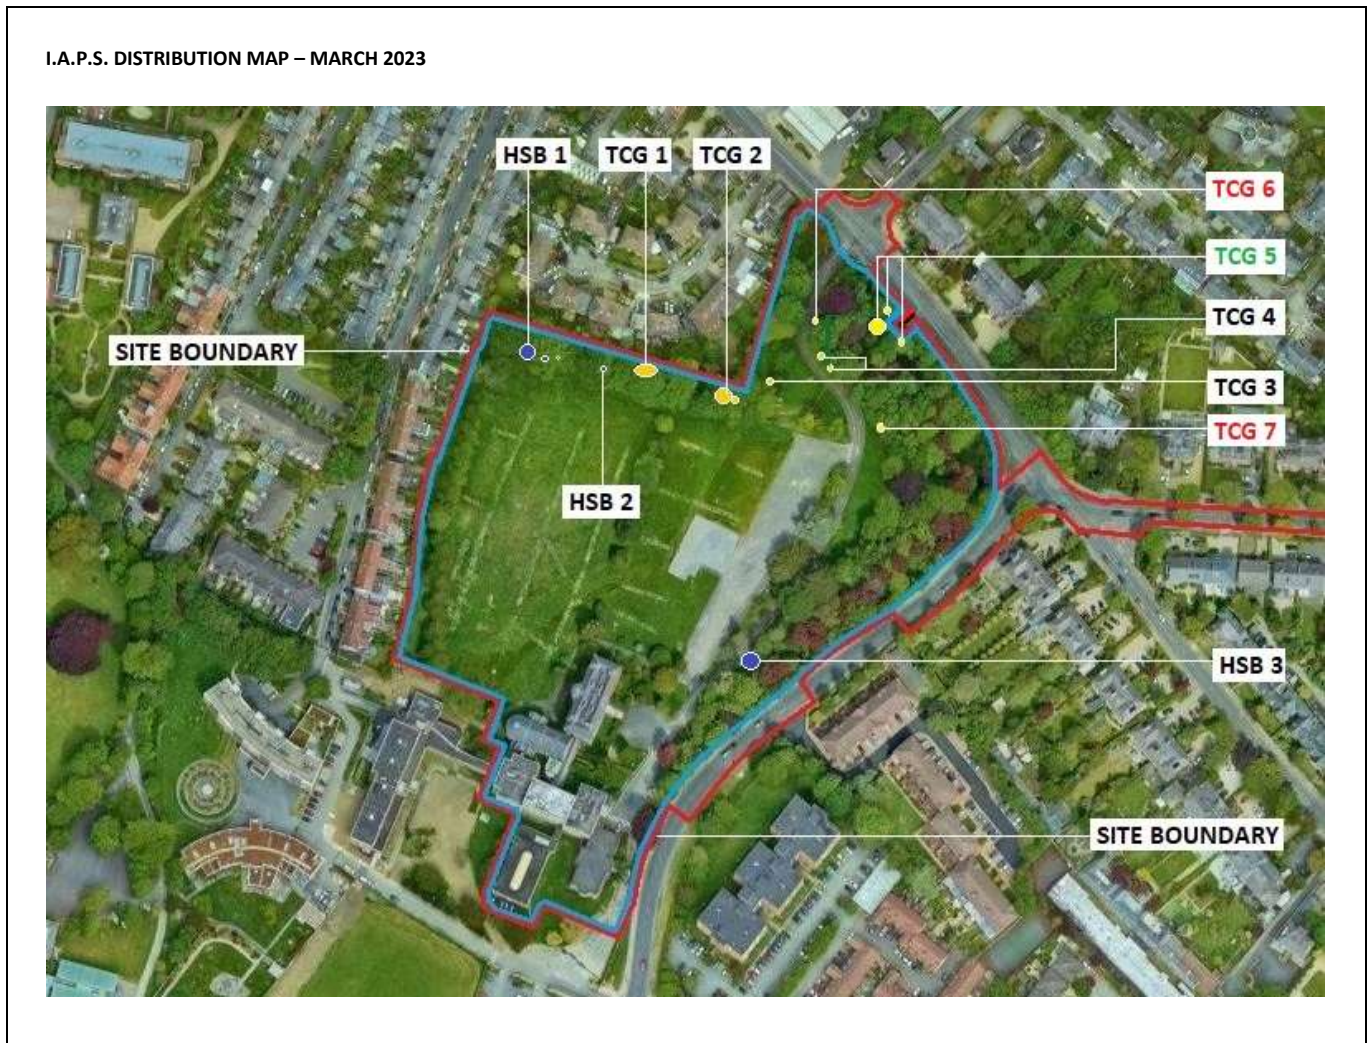 I.A.P.S. DISTRIBUTION MAP – MARCH 2023
HSB 1
TCG 1
TCG 2
TCG 6
TCG 5
TCG 4
SITE BOUNDARY
TCG 3
TCG 7
HSB 2
HSB 3
SITE BOUNDARY